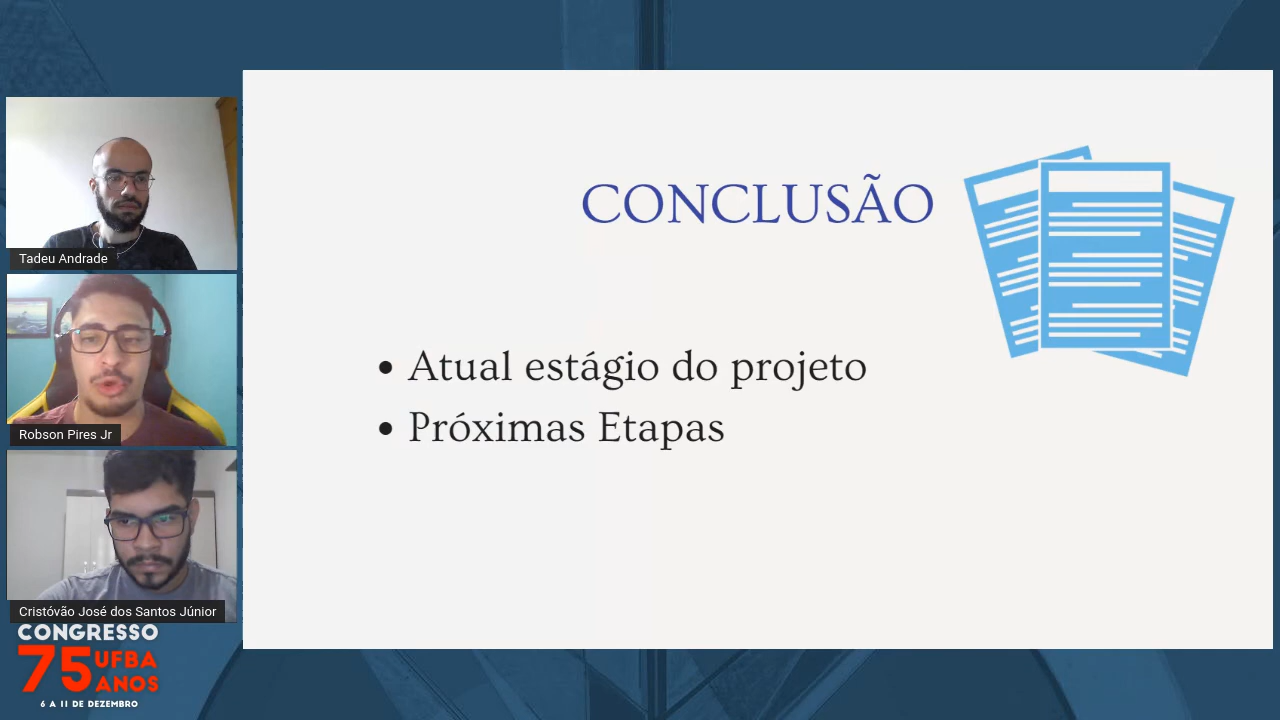 Tadeu Andrade
Robson Pires Jr
Cristóvão José dos Santos Júnior
CONGRESSO
75 UFBA
ANOS
6 A 11 DE DEZEMBRO
CONCLUSÃO
• Atual estágio do projeto
• Próximas Etapas